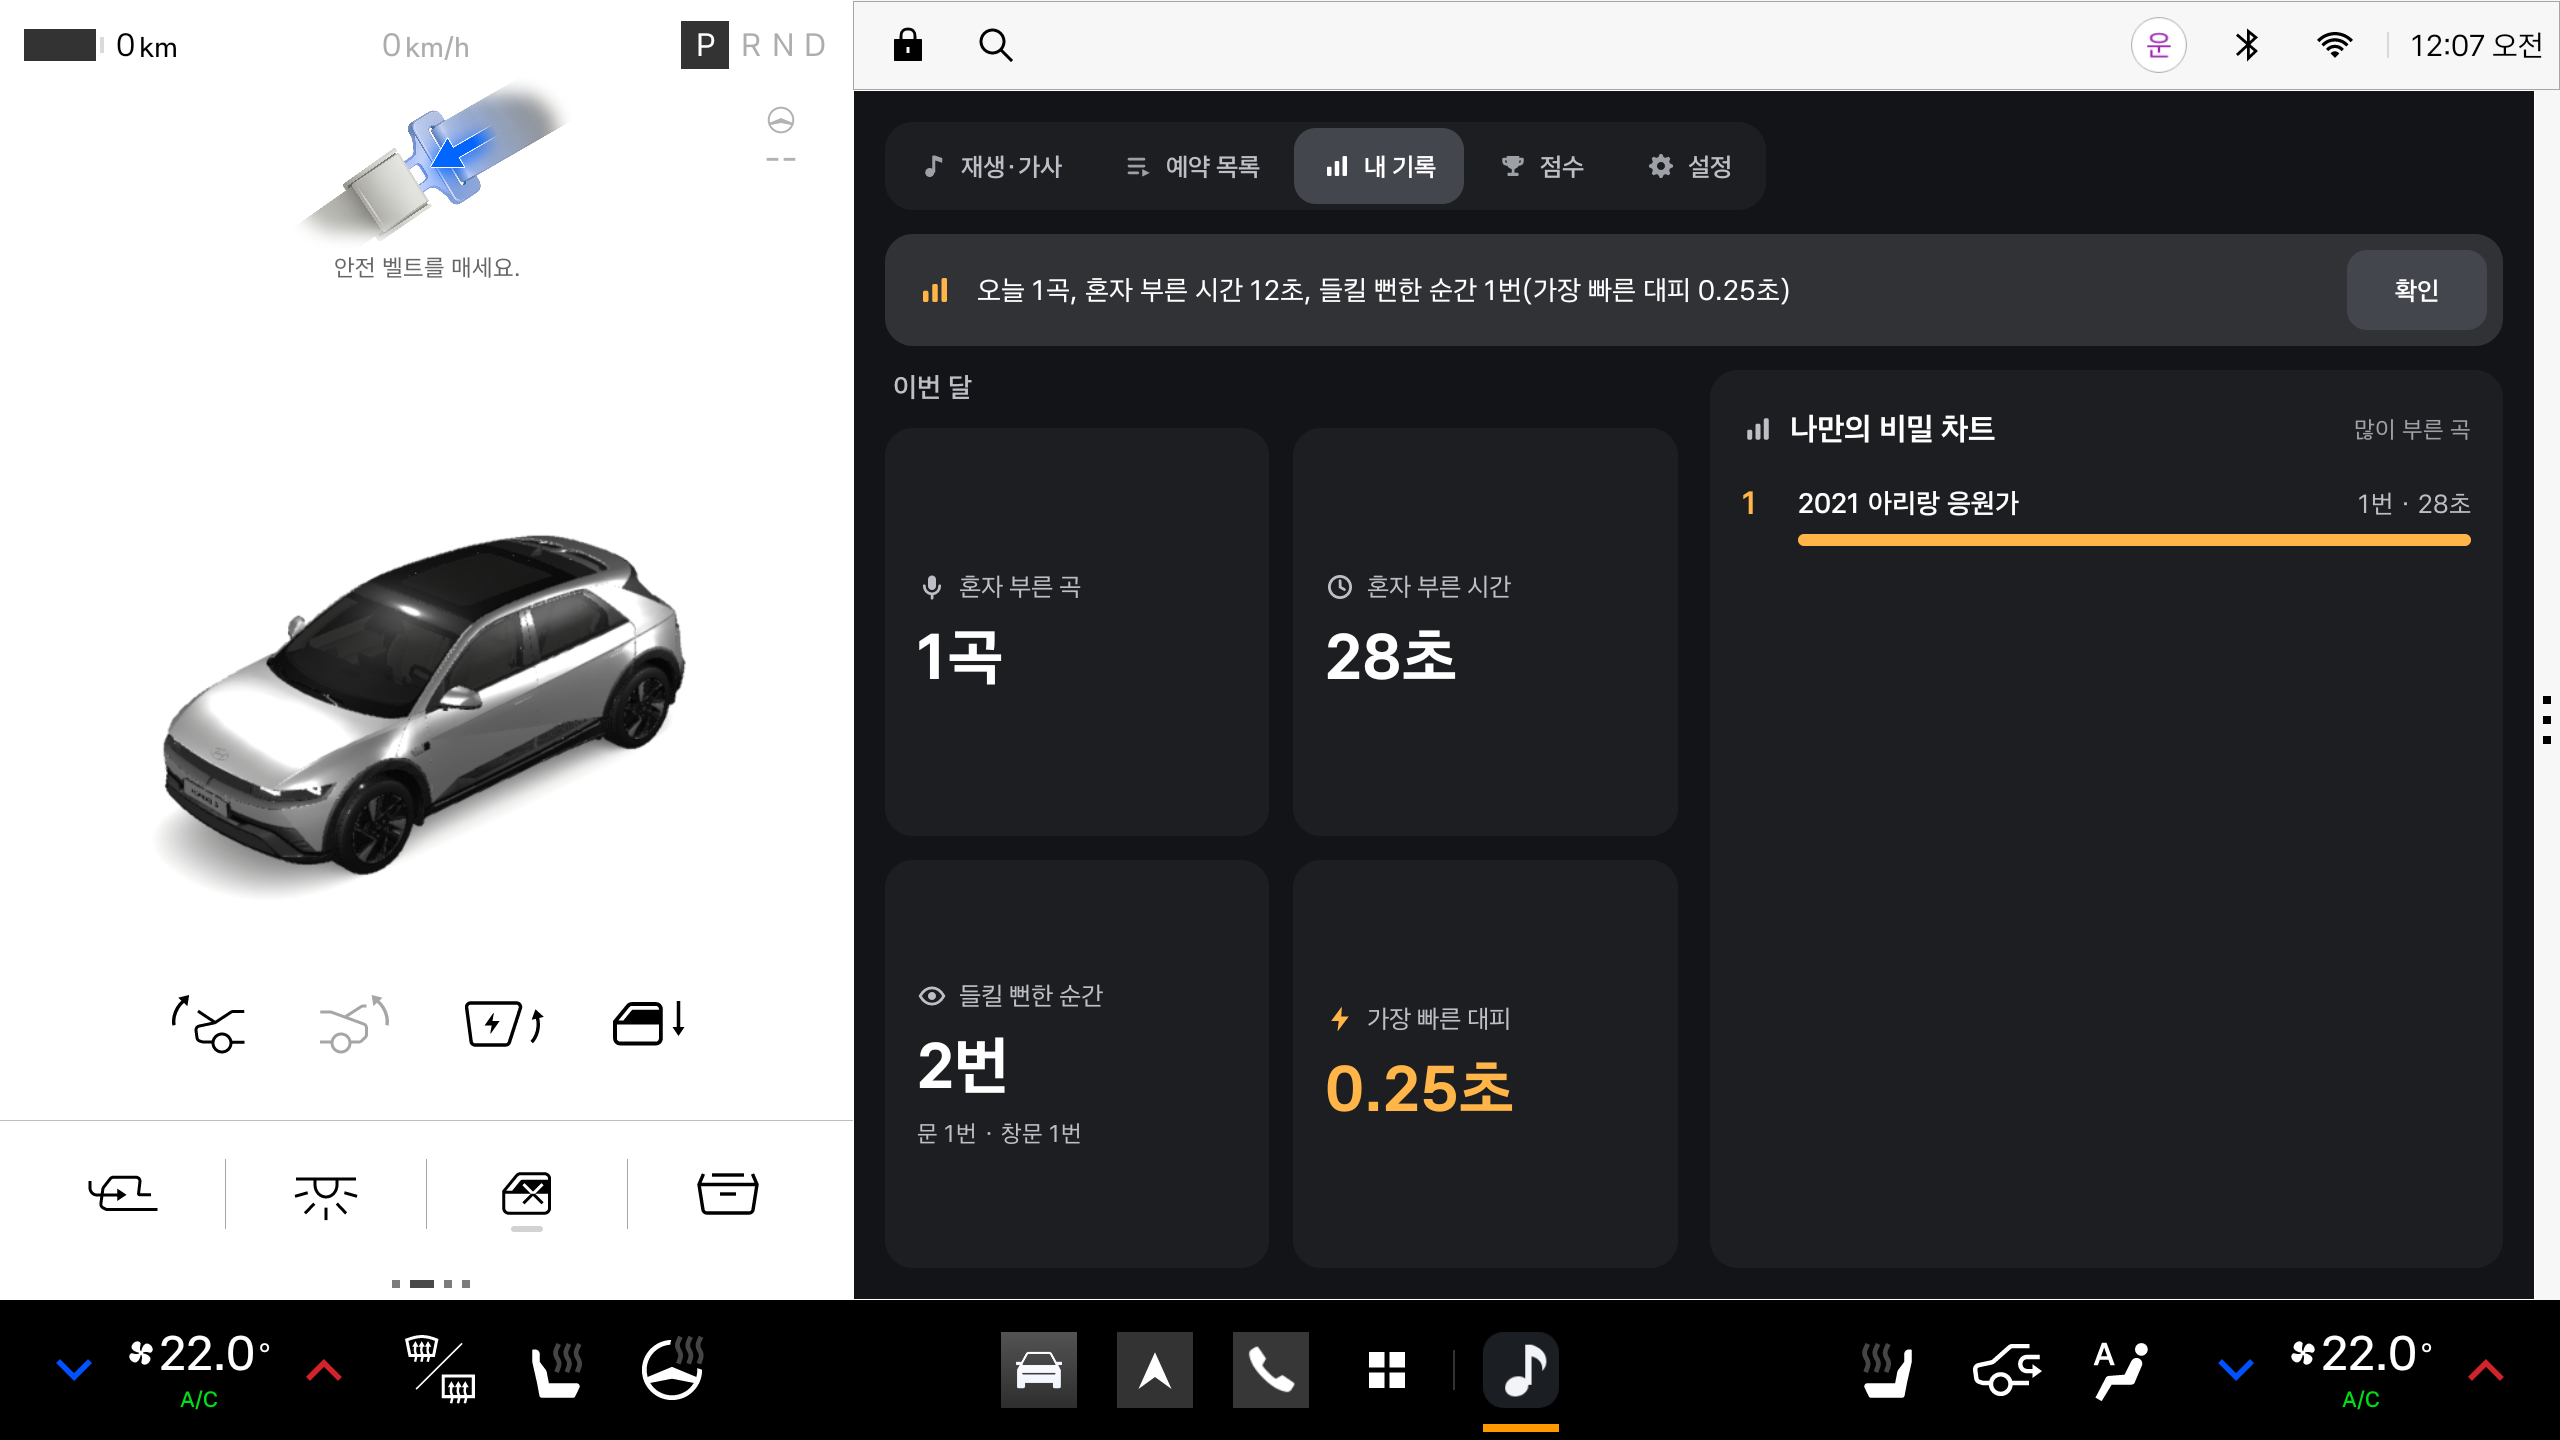 0 km
0 km/h
P R N D
운
12:07 오전
안전 벨트를 매세요.
재생·가사
예약 목록
내 기록
점수
설정
오늘 1곡, 혼자 부른 시간 12초, 들킬 뻔한 순간 1번(가장 빠른 대피 0.25초)
확인
이번 달
혼자 부른 곡
1곡
혼자 부른 시간
28초
들킬 뻔한 순간
2번
문 1번 · 창문 1번
가장 빠른 대피
0.25초
나만의 비밀 차트
많이 부른 곡
1
2021 아리랑 응원가
1번 · 28초
22.0°
A/C
A
22.0°
A/C